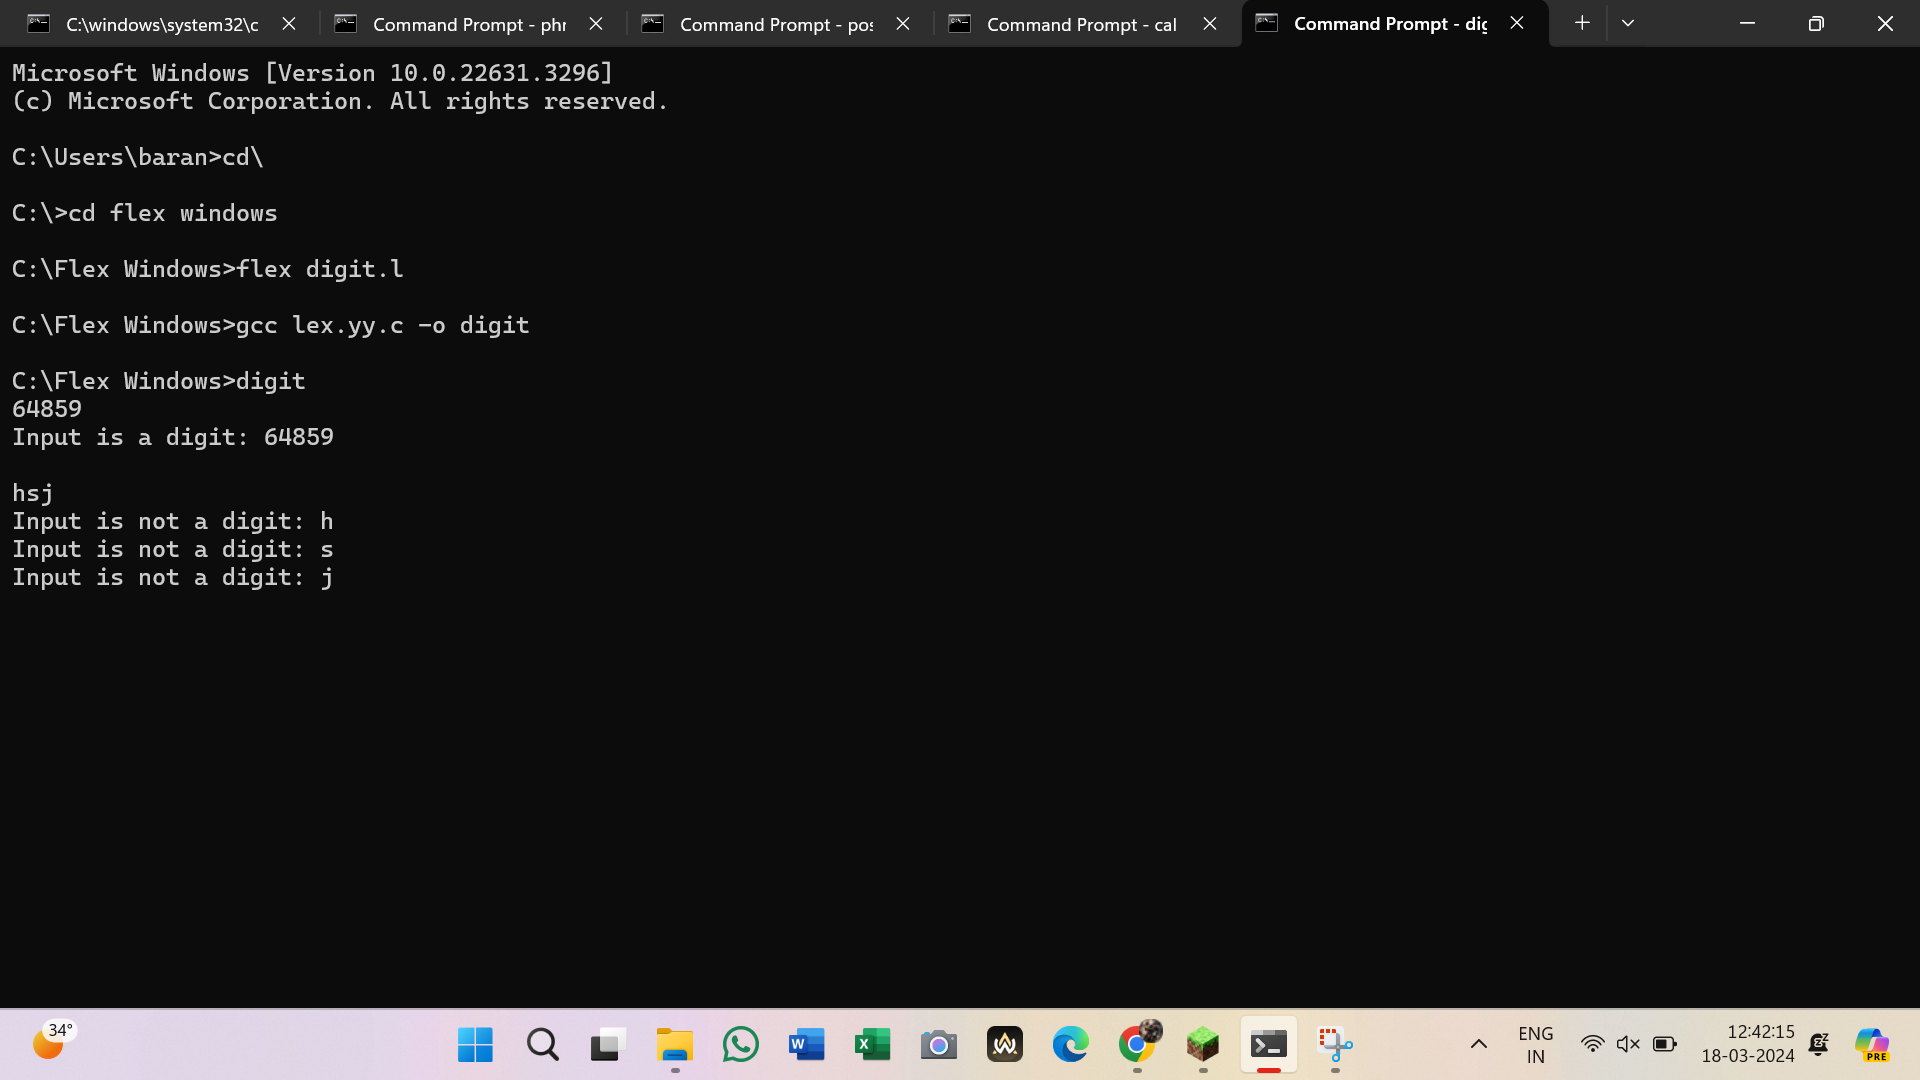 C:\windows\system32\c
Command Prompt - phr
Command Prompt - pos
Command Prompt - cal
Command Prompt - dig
Microsoft Windows [Version 10.0.22631.3296]
(c) Microsoft Corporation. All rights reserved.
C:\Users\baran>cd\
C:\>cd flex windows
C:\Flex Windows>flex digit.l
C:\Flex Windows>gcc lex.yy.c -o digit
C:\Flex Windows>digit
64859
Input is a digit: 64859
hsj
Input is not a digit: h
Input is not a digit: s
Input is not a digit: j
34°
W
X
ENG
IN
12:42:15
18-03-2024
PRE